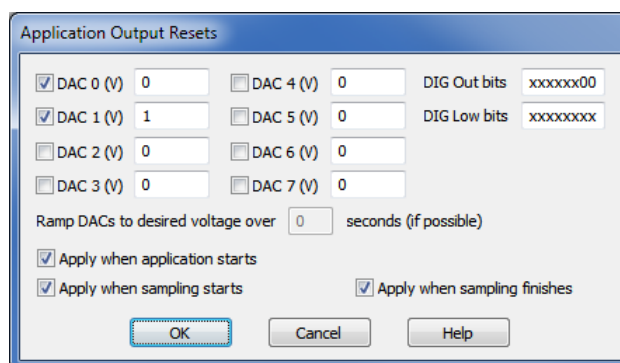 Application Output Resets
DAC 0 (V) 0 DAC 4 (V) 0 DIG Out bits xxxxxx00
DAC 1 (V) 1 DAC 5 (V) 0 DIG Low bits xxxxxxxx
DAC 2 (V) 0 DAC 6 (V) 0
DAC 3 (V) 0 DAC 7 (V) 0
Ramp DACs to desired voltage over 0 seconds (if possible)
Apply when application starts
Apply when sampling starts Apply when sampling finishes
OK Cancel Help